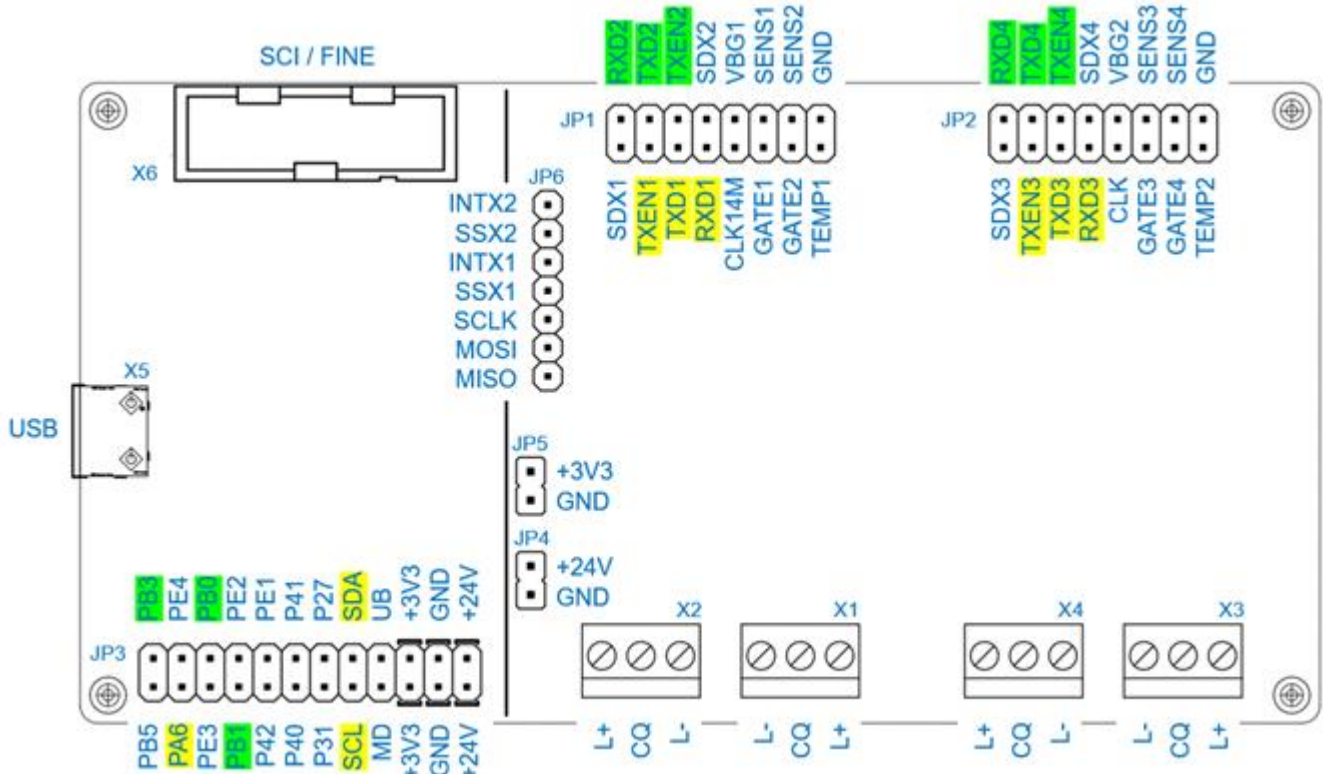 SCI / FINE
X6
RXD2 TXD2 TXEN2 SDX2 VBG1 SENS1 SENS2 GND
JP1
SDX1 TXEN1 TXD1 RXD1 CLK14M GATE1 GATE2 TEMP1
RXD4 TXD4 TXEN4 SDX4 VBG2 SENS3 SENS4 GND
JP2
SDX3 TXEN3 TXD3 RXD3 CLK GATE3 GATE4 TEMP2
JP6
INTX2
SSX2
INTX1
SSX1
SCLK
MOSI
MISO
X5
USB
JP5
+3V3
GND
JP4
+24V
GND
PB3 PE4 PB0 PE2 PE1 P41 P27 SDA UB +3V3 GND +24V
JP3
PB5 PA6 PE3 PB1 P42 P40 P31 SCL MD +3V3 GND +24V
X2
L+ CQ L-
X1
L- CQ L+
X4
L+ CQ L-
X3
L- CQ L+